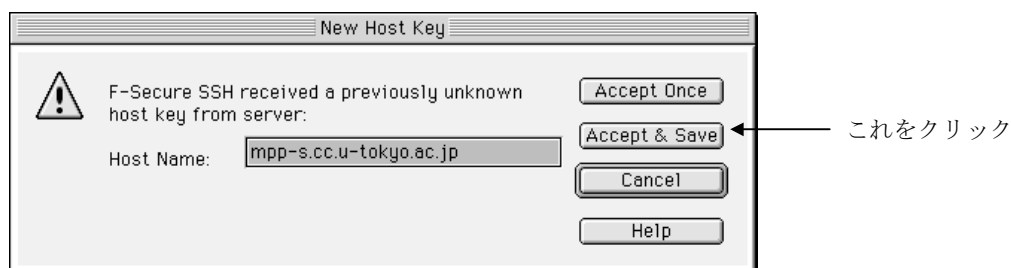 New Host Key
F-Secure SSH received a previously unknown
host key from server:
Host Name:
mpp-s.cc.u-tokyo.ac.jp
Accept Once
Accept & Save
Cancel
Help
これをクリック